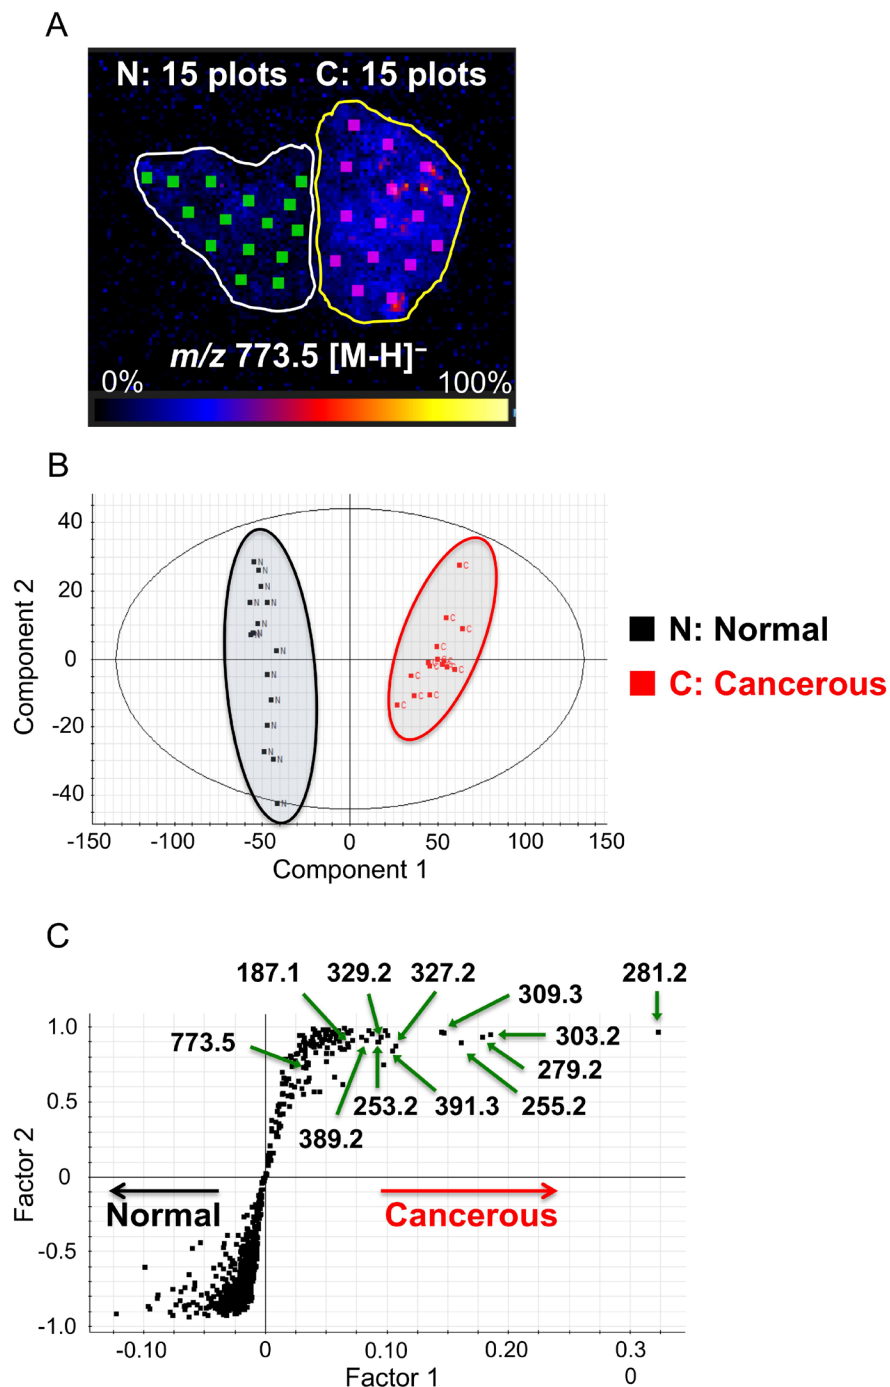 A
N: 15 plots C: 15 plots
m/z 773.5 [M-H]⁻
0% 100%
B
Component 2
40
20
0
-20
-40
N
N
N
N N
N
N
N
N
N
N
N
N
N
N
C
C
C
C
C
C
C
C
C
C
C
-150 -100 -50 0 50 100 150
Component 1
N: Normal
C: Cancerous
C
187.1 329.2 327.2 281.2
309.3
773.5 303.2
279.2
253.2 391.3 255.2
389.2
Factor 2
1.0
0.5
0
-0.5
-1.0
Normal Cancerous
-0.10 0 0.10 0.20 0.3
0
Factor 1